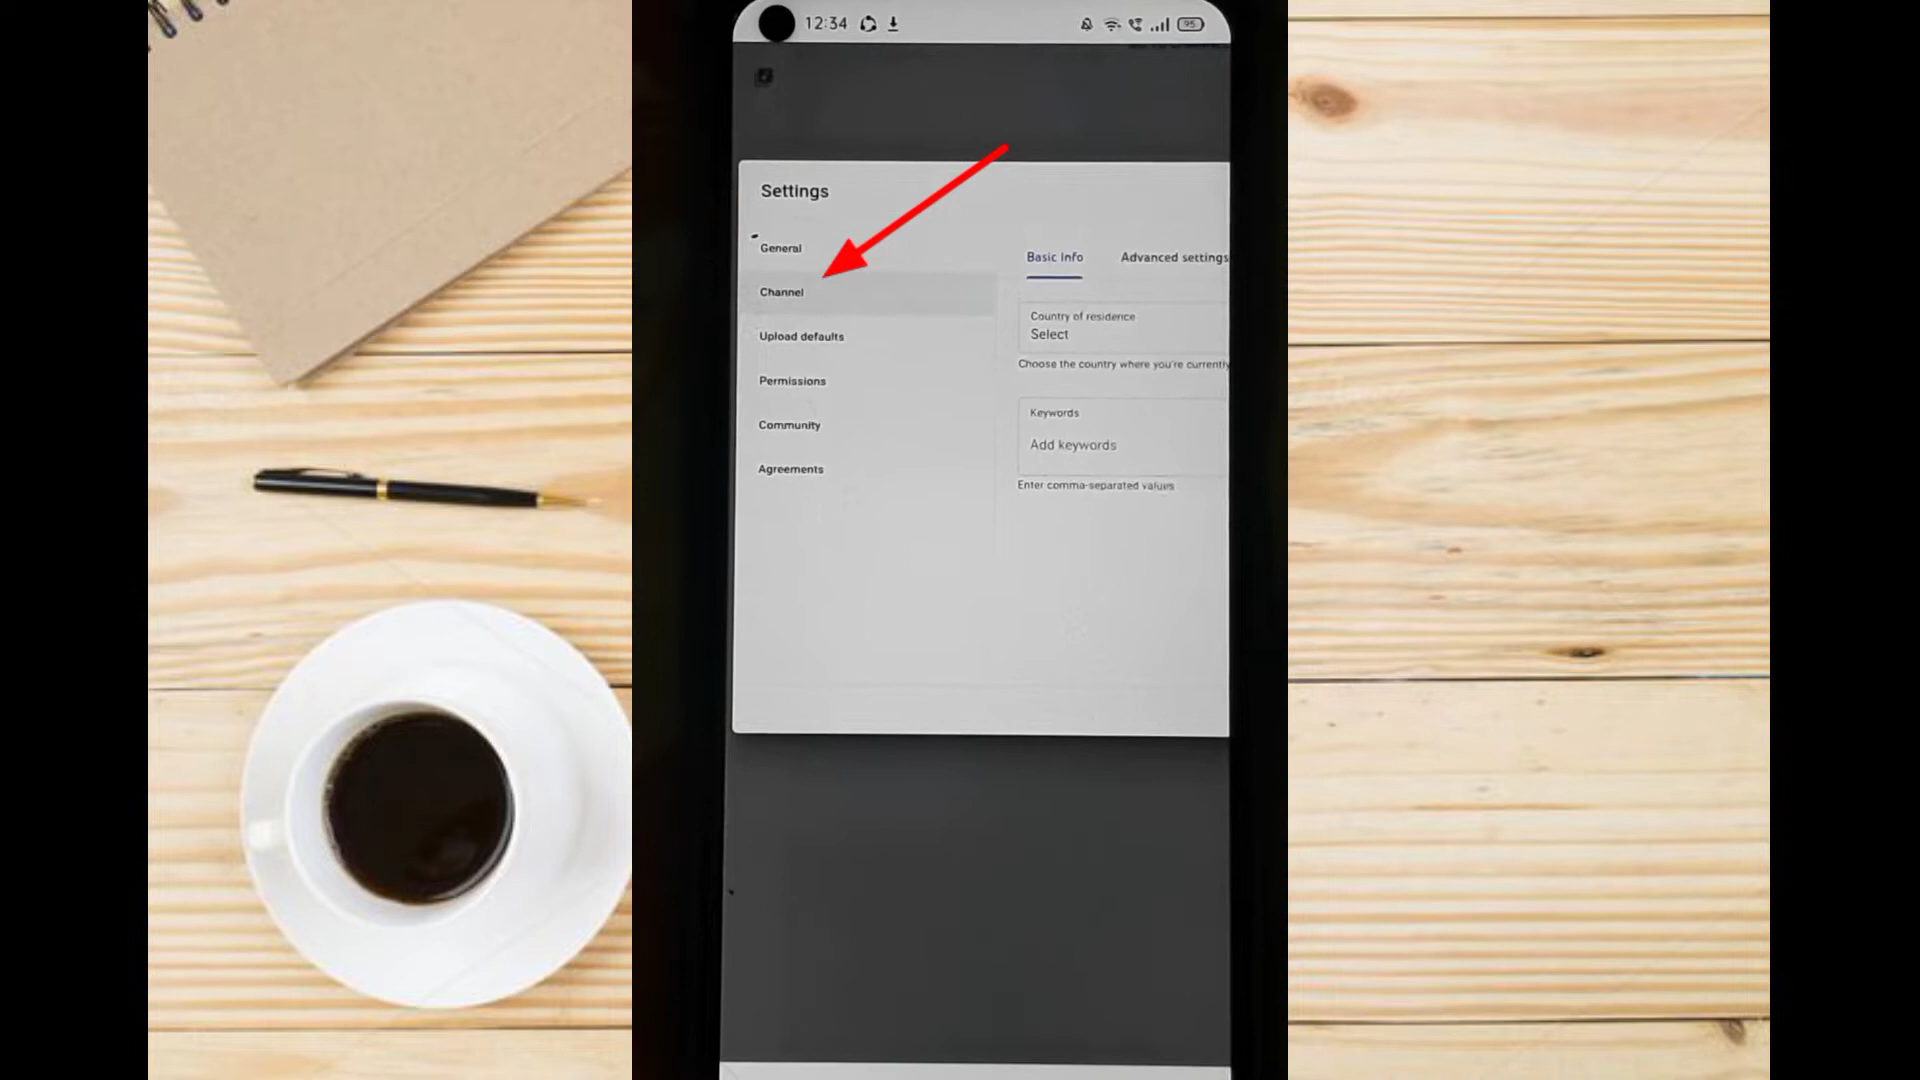 12:34
95
Settings
General
Channel
Upload defaults
Permissions
Community
Agreements
Basic Info
Advanced settings
Country of residence
Select
Choose the country where you're currently
Keywords
Add keywords
Enter comma-separated values